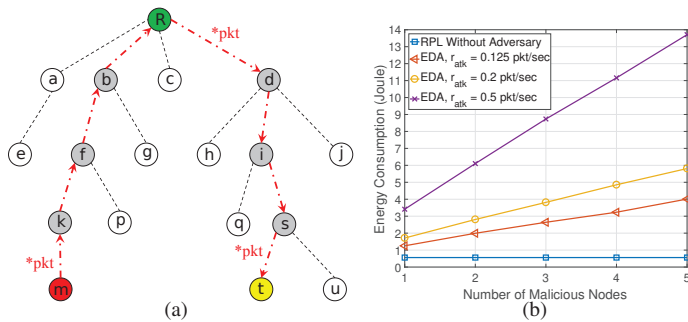 R
*pkt
a
b
c
d
e
f
g
h
i
j
k
p
q
s
*pkt
*pkt
m
t
u
(a)
14
13
12
11
10
9
8
7
6
5
4
3
2
1
0
Energy Consumption (Joule)
RPL Without Adversary
EDA, r_atk = 0.125 pkt/sec
EDA, r_atk = 0.2 pkt/sec
EDA, r_atk = 0.5 pkt/sec
1
2
3
4
5
Number of Malicious Nodes
(b)